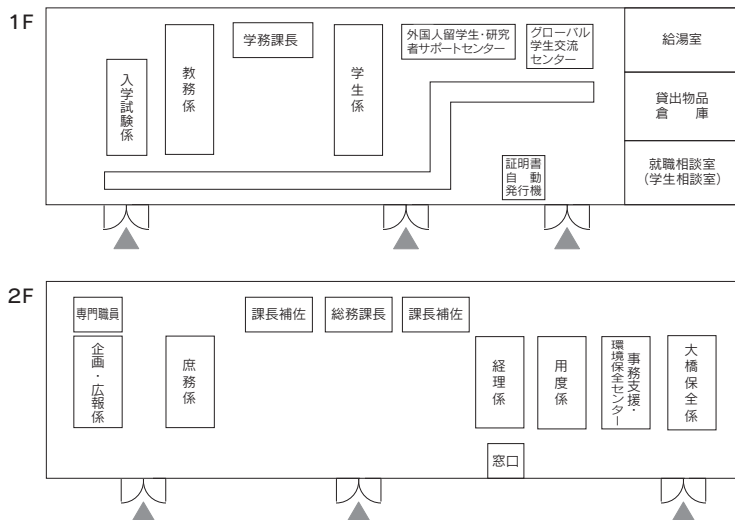 1F
学務課長
外国人留学生・研究
者サポートセンター
グローバル
学生交流
センター
給湯室
入学試験係
教務係
学生係
貸出物品
倉庫
証明書
自動
発行機
就職相談室
（学生相談室）
2F
専門職員
課長補佐
総務課長
課長補佐
企画・広報係
庶務係
経理係
用度係
事務支援・
環境保全センター
大橋保全係
窓口